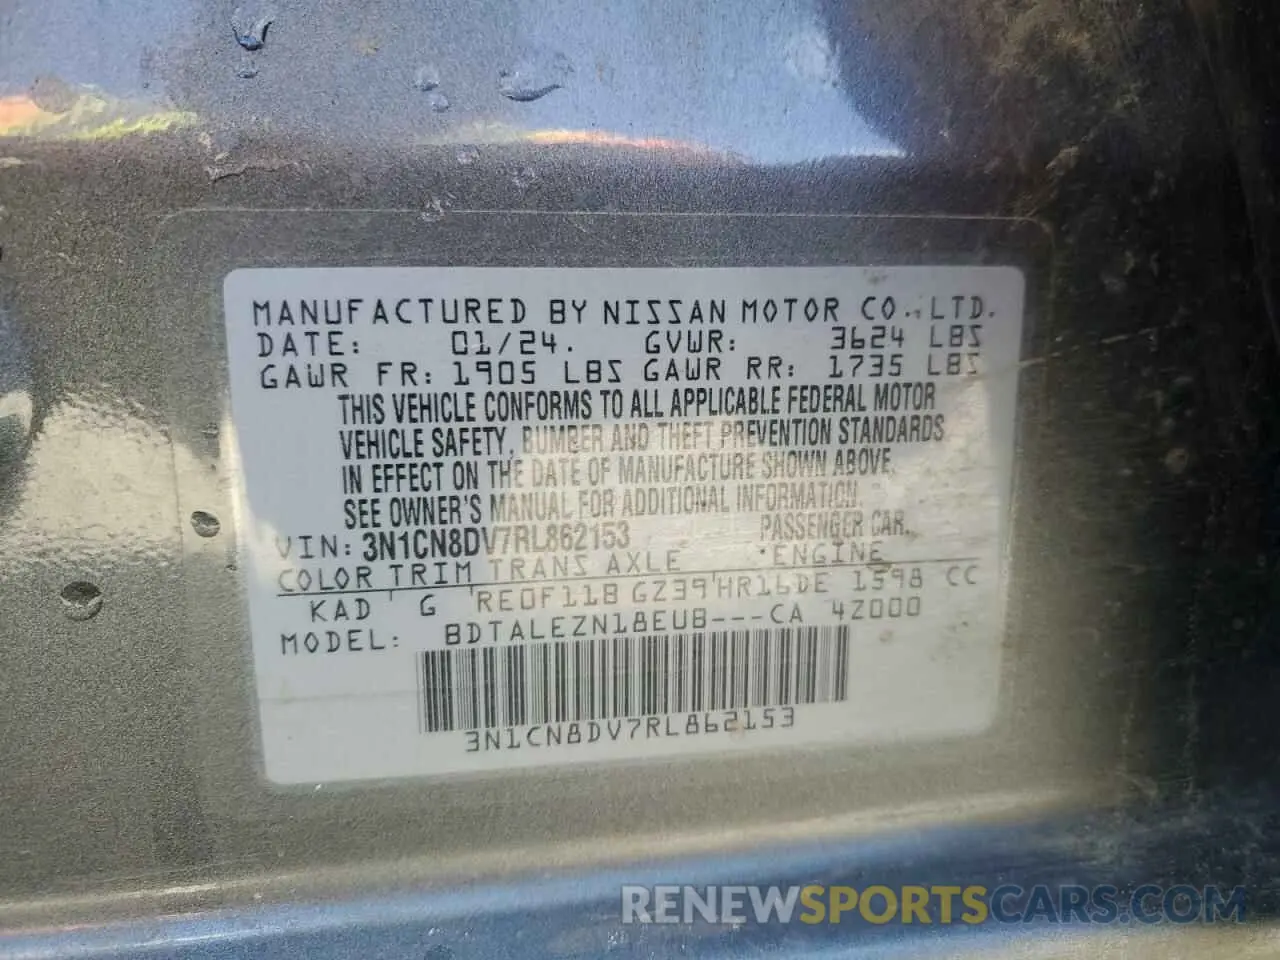 MANUFACTURED BY NISSAN MOTOR CO., LTD.
DATE: 01/24. GVWR: 3624 LBS
GAWR FR: 1905 LBS GAWR RR: 1735 LBS
THIS VEHICLE CONFORMS TO ALL APPLICABLE FEDERAL MOTOR
VEHICLE SAFETY, BUMPER AND THEFT PREVENTION STANDARDS
IN EFFECT ON THE DATE OF MANUFACTURE SHOWN ABOVE.
SEE OWNER'S MANUAL FOR ADDITIONAL INFORMATION.
VIN: 3N1CN8DV7RL862153 PASSENGER CAR.
COLOR TRIM TRANS AXLE ENGINE
KAD G RE0F11B GZ39 HR16DE 1598 CC
MODEL: BDTALEZN18EUB---CA 4Z000
3N1CN8DV7RL862153
RENEWSPORTSCARS.COM